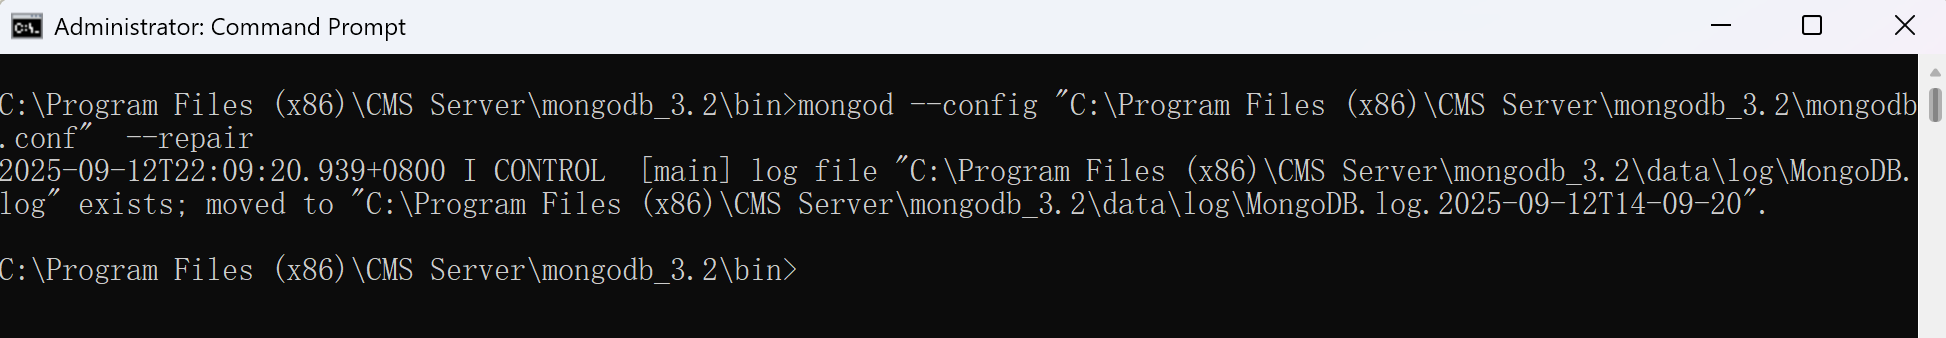 Administrator: Command Prompt
C:\Program Files (x86)\CMS Server\mongodb_3.2\bin>mongod --config "C:\Program Files (x86)\CMS Server\mongodb_3.2\mongodb
.conf"  --repair
2025-09-12T22:09:20.939+0800 I CONTROL  [main] log file "C:\Program Files (x86)\CMS Server\mongodb_3.2\data\log\MongoDB.
log" exists; moved to "C:\Program Files (x86)\CMS Server\mongodb_3.2\data\log\MongoDB.log.2025-09-12T14-09-20".
C:\Program Files (x86)\CMS Server\mongodb_3.2\bin>